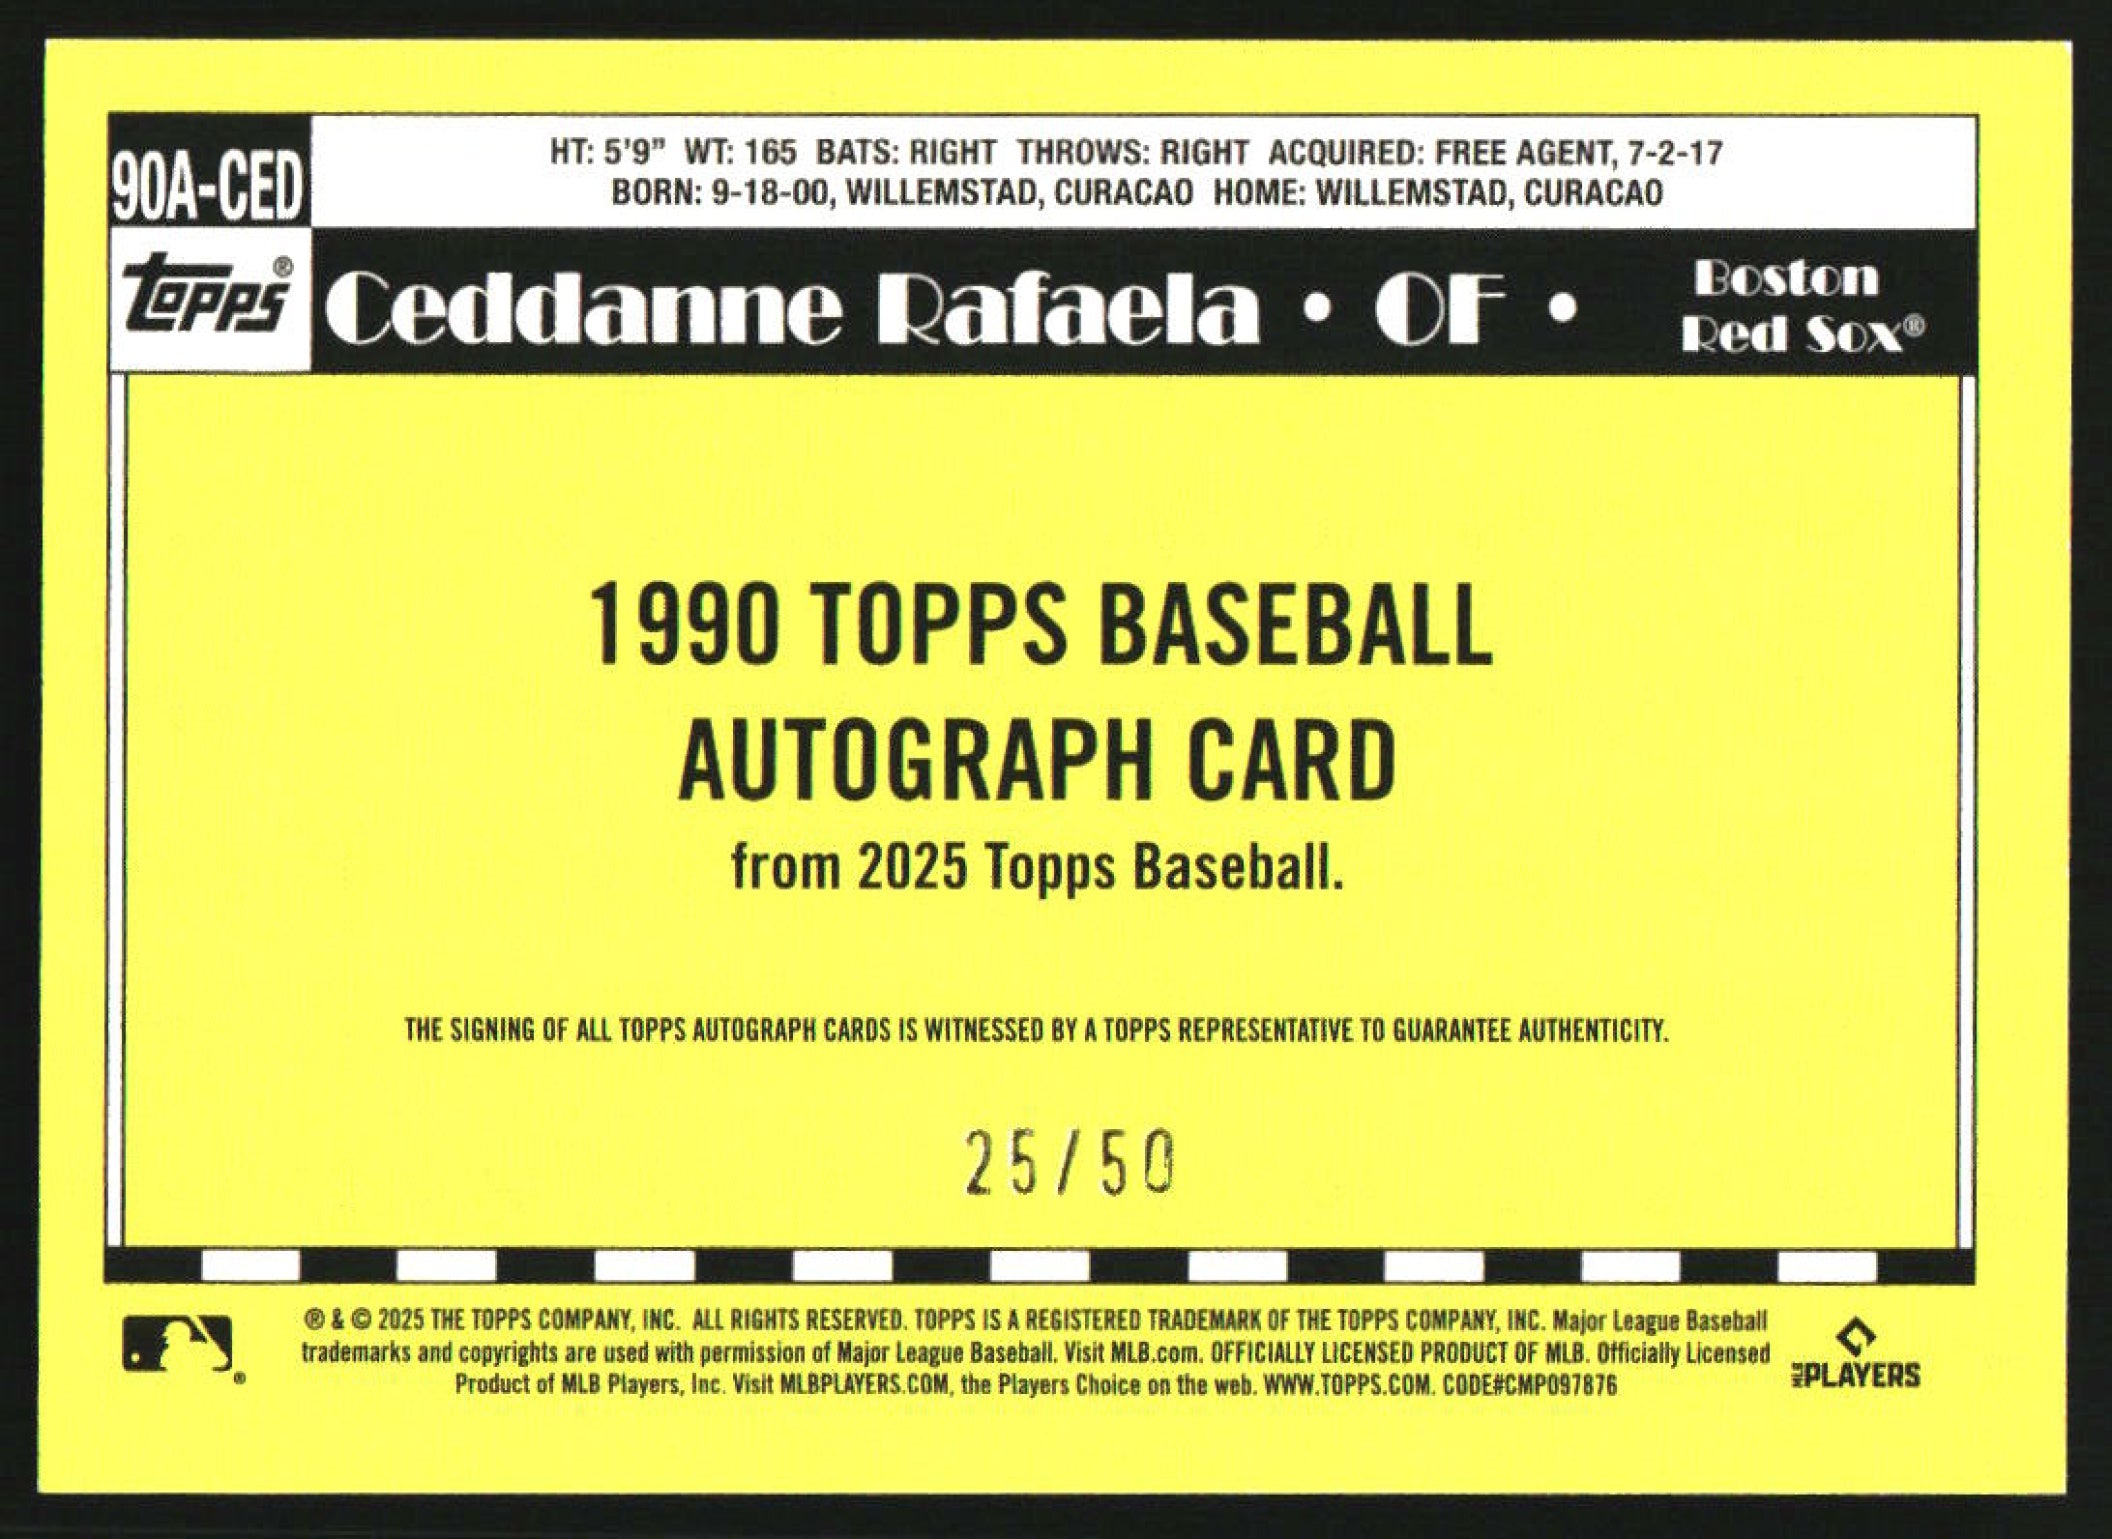 90A-CED
HT: 5'9" WT: 165 BATS: RIGHT THROWS: RIGHT ACQUIRED: FREE AGENT, 7-2-17
BORN: 9-18-00, WILLEMSTAD, CURACAO HOME: WILLEMSTAD, CURACAO
Topps® Ceddanne Rafaela • OF •
Boston
Red Sox®
1990 TOPPS BASEBALL
AUTOGRAPH CARD
from 2025 Topps Baseball.
THE SIGNING OF ALL TOPPS AUTOGRAPH CARDS IS WITNESSED BY A TOPPS REPRESENTATIVE TO GUARANTEE AUTHENTICITY.
25/50
® & © 2025 THE TOPPS COMPANY, INC. ALL RIGHTS RESERVED. TOPPS IS A REGISTERED TRADEMARK OF THE TOPPS COMPANY, INC. Major League Baseball
trademarks and copyrights are used with permission of Major League Baseball. Visit MLB.com. OFFICIALLY LICENSED PRODUCT OF MLB. Officially Licensed
Product of MLB Players, Inc. Visit MLBPLAYERS.COM, the Players Choice on the web. WWW.TOPPS.COM. CODE#CMP097876
®
MLB PLAYERS